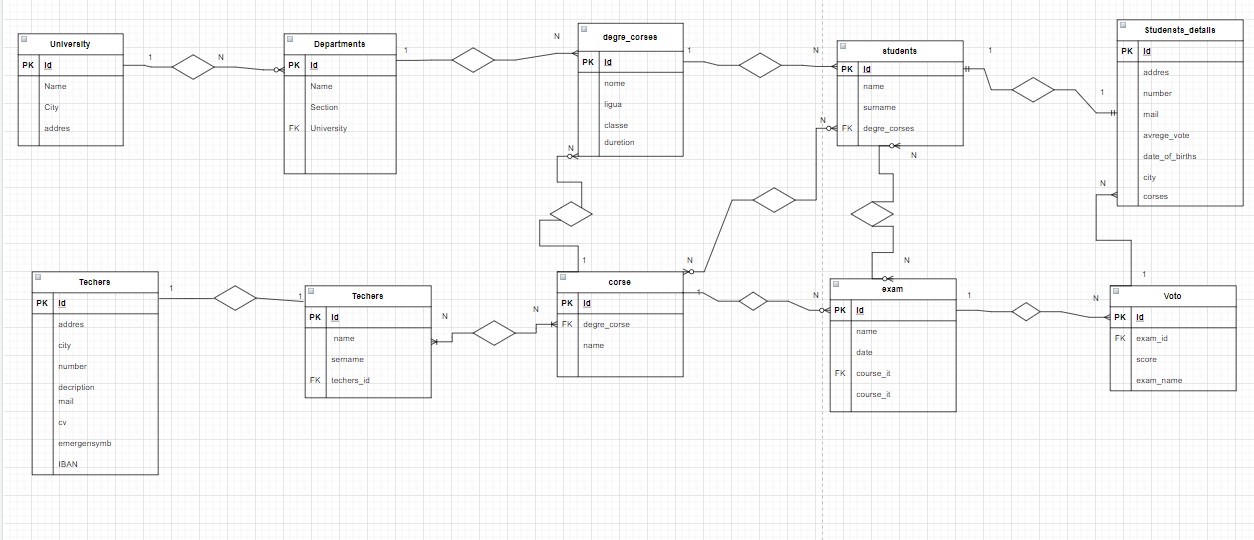 University
PK Id
Name
City
addres
1
N
Departments
PK Id
Name
Section
FK University
1
N
degre_corses
PK Id
nome
ligua
classe
duretion
1
N
students
PK Id
name
surname
FK degre_corses
1
1
Studensts_details
PK Id
addres
number
mail
avrege_vote
date_of_births
city
corses
N
N
N
N
N
1
N
1
Techers
PK Id
addres
city
number
decription
mail
cv
emergensymb
IBAN
1
1
Techers
PK Id
name
sername
FK techers_id
N
N
corse
PK Id
FK degre_corse
name
1
N
exam
PK Id
name
date
FK course_it
course_it
1
N
Voto
PK Id
FK exam_id
score
exam_name